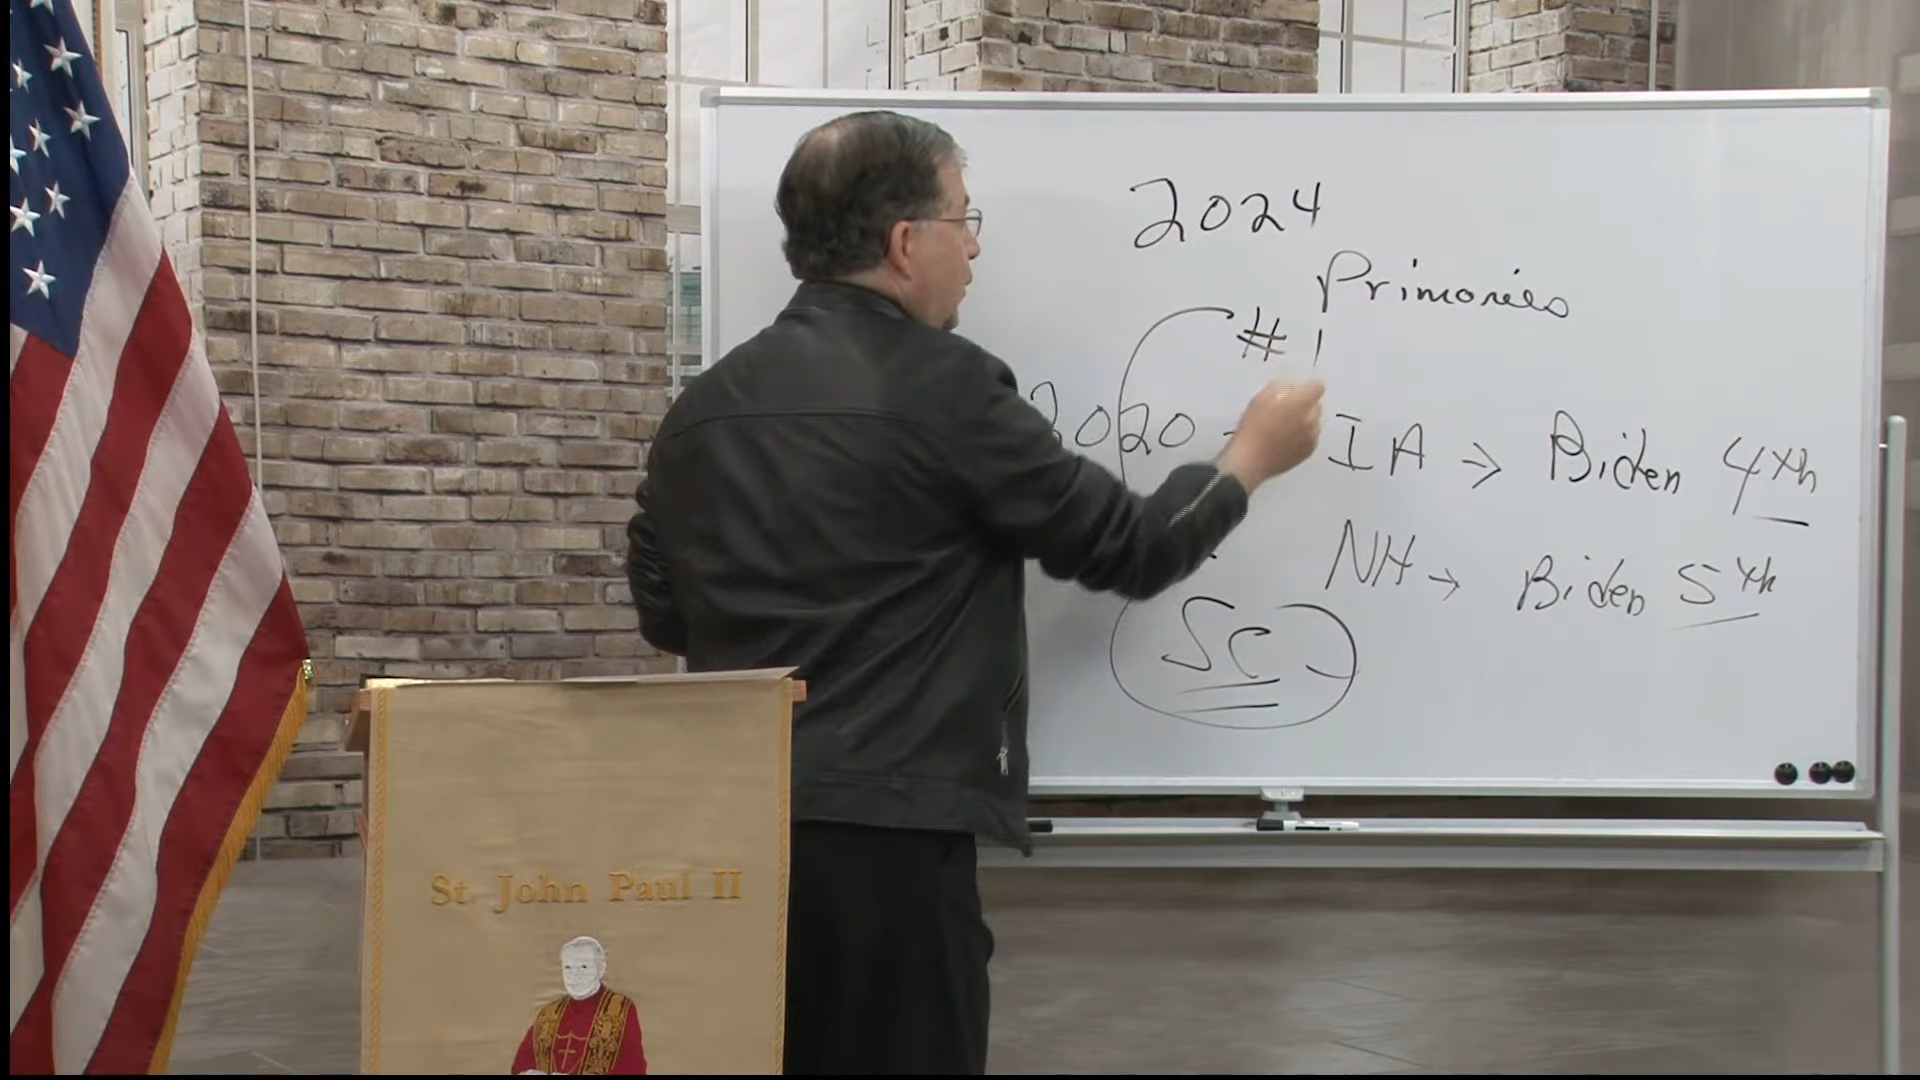 2024
Primaries
# 1
2020 - IA → Biden 4th
NH → Biden 5th
SC
St. John Paul II